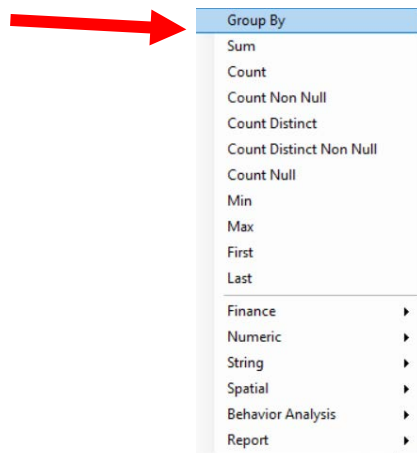 Group By
Sum
Count
Count Non Null
Count Distinct
Count Distinct Non Null
Count Null
Min
Max
First
Last
Finance
Numeric
String
Spatial
Behavior Analysis
Report